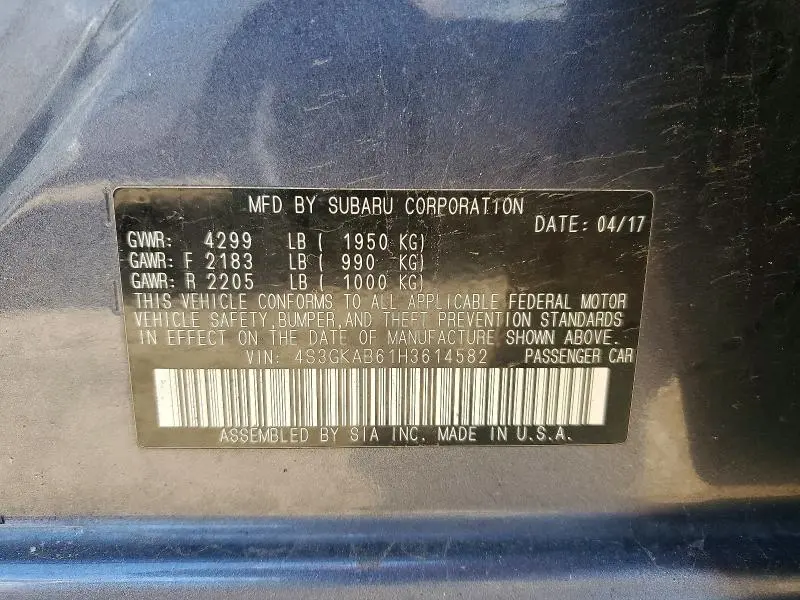 MFD BY SUBARU CORPORATION
DATE: 04/17
GVWR: 4299 LB ( 1950 KG)
GAWR: F 2183 LB ( 990 KG)
GAWR: R 2205 LB ( 1000 KG)
THIS VEHICLE CONFORMS TO ALL APPLICABLE FEDERAL MOTOR
VEHICLE SAFETY,BUMPER,AND THEFT PREVENTION STANDARDS
IN EFFECT ON THE DATE OF MANUFACTURE SHOWN ABOVE.
VIN: 4S3GKAB61H3614582 PASSENGER CAR
ASSEMBLED BY SIA INC. MADE IN U.S.A.